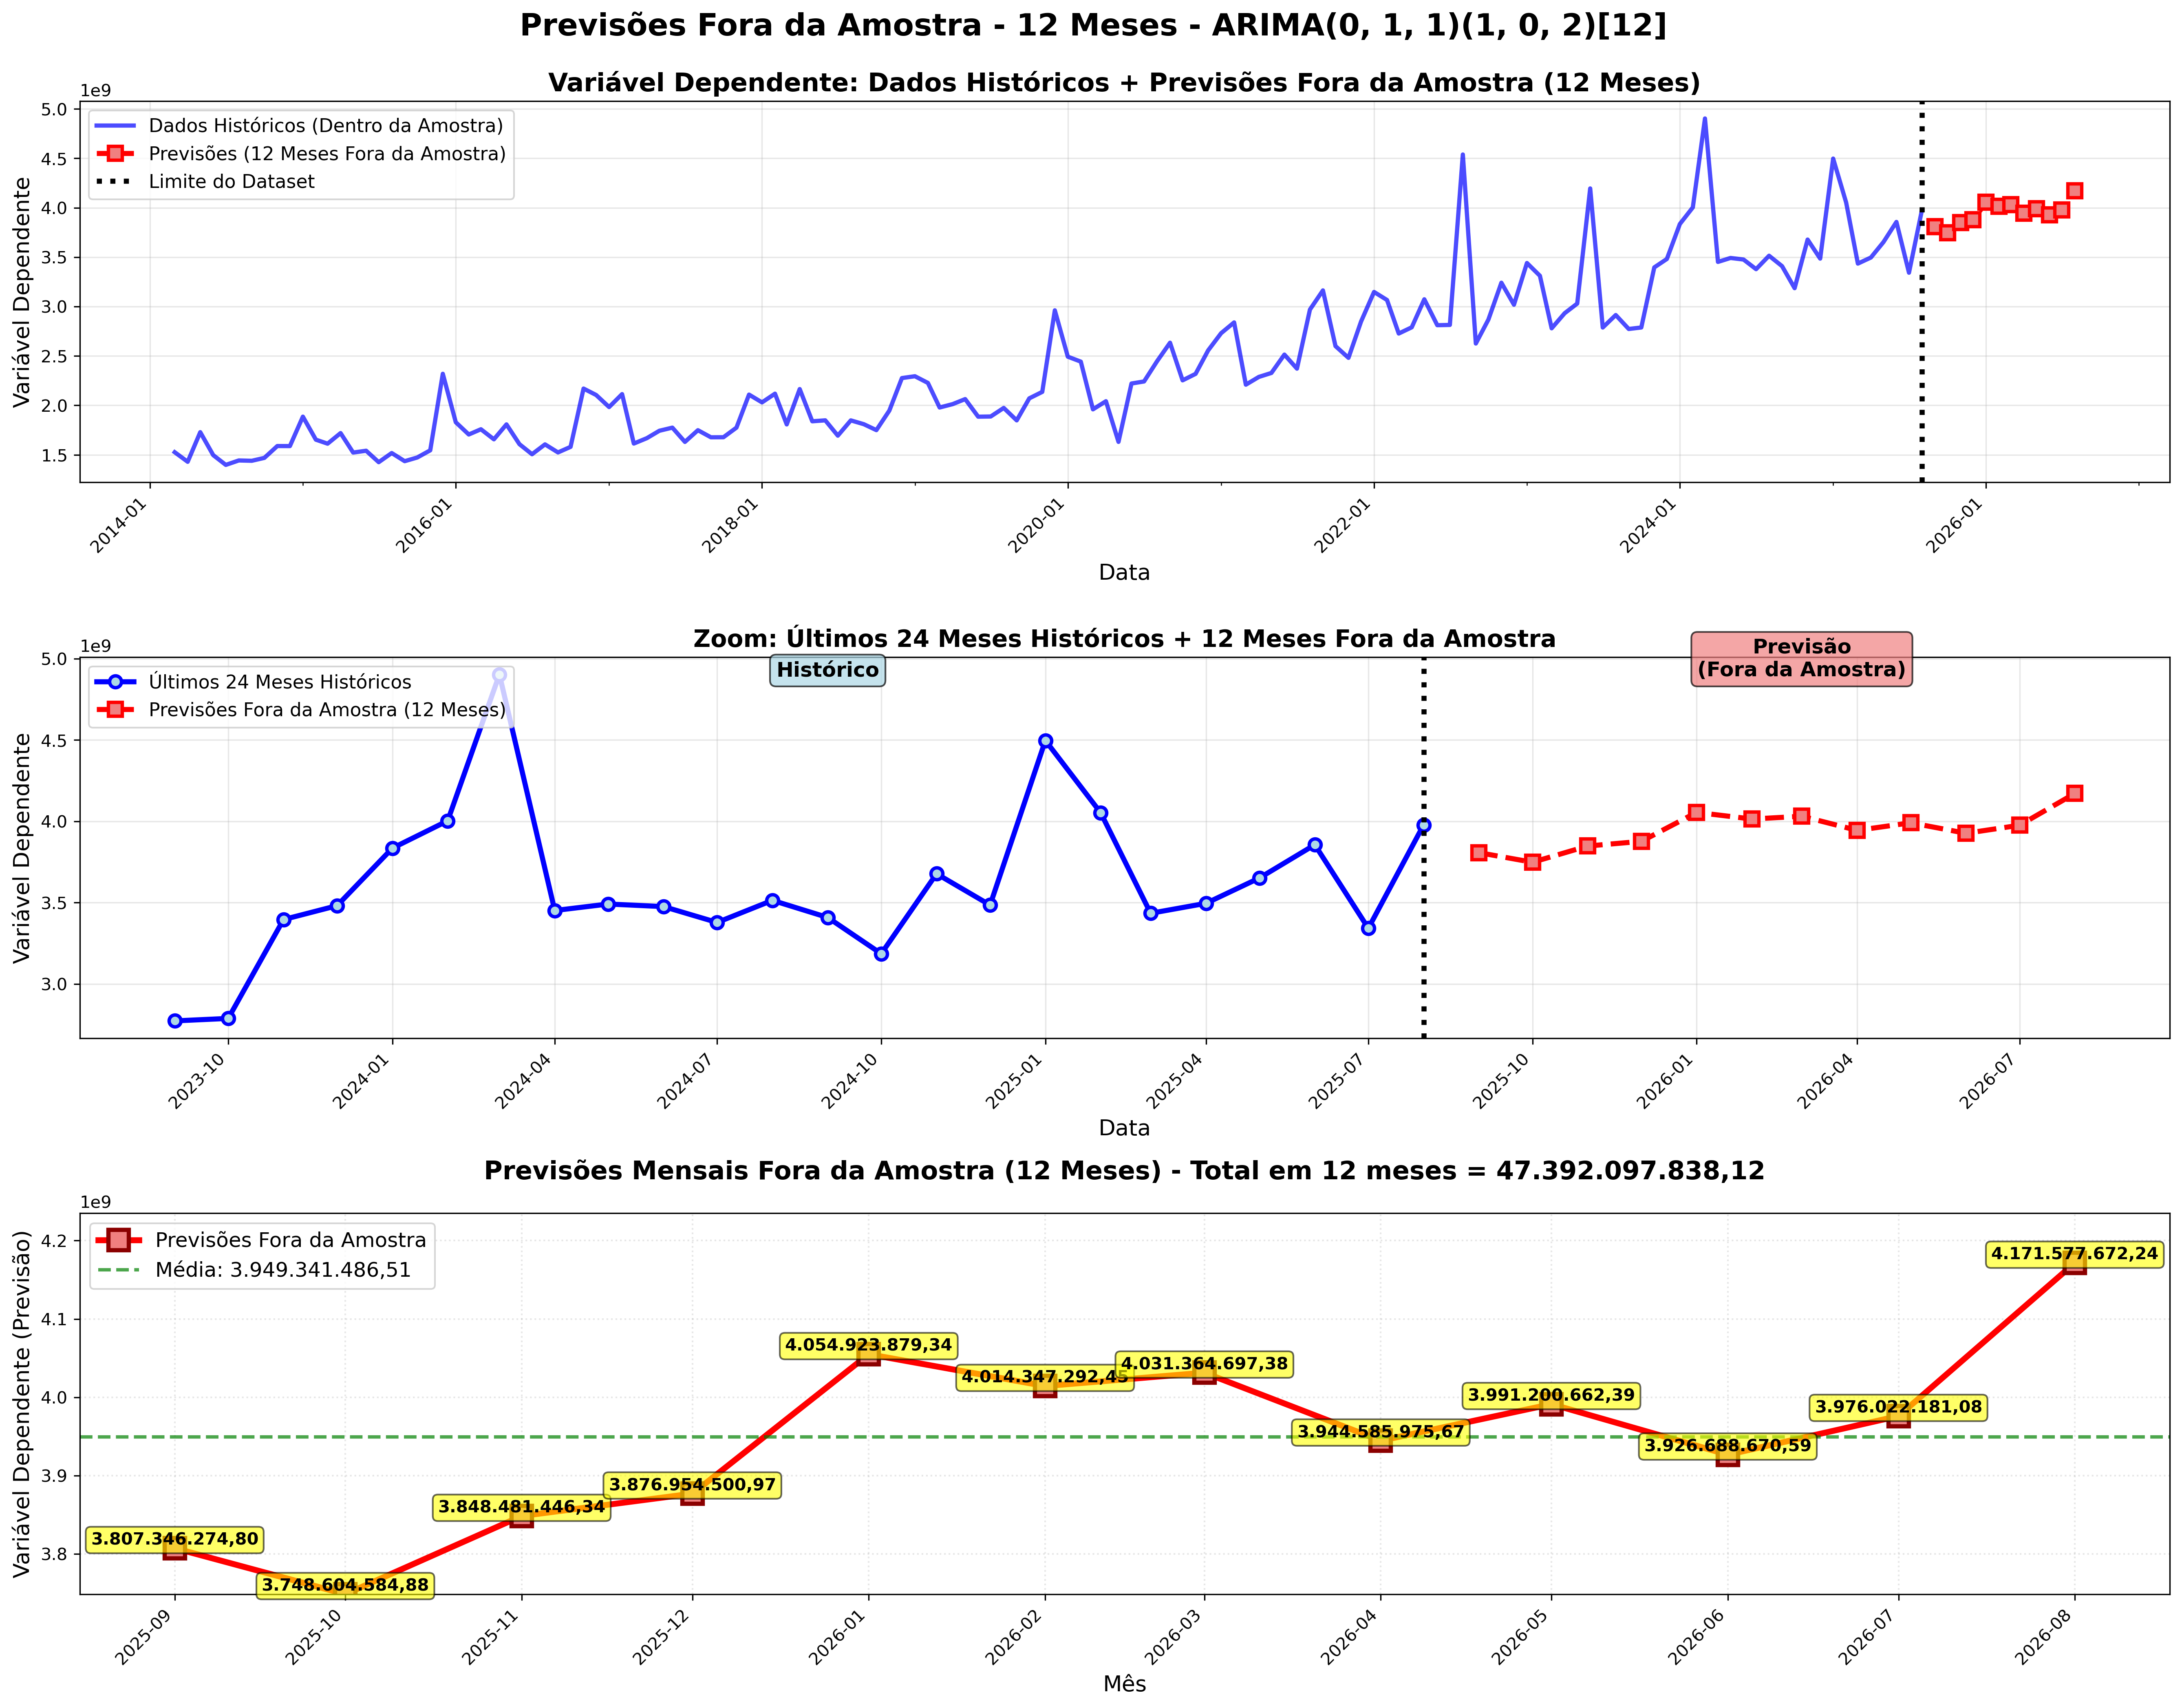 Previsões Fora da Amostra - 12 Meses - ARIMA(0, 1, 1)(1, 0, 2)[12]
Variável Dependente: Dados Históricos + Previsões Fora da Amostra (12 Meses)
1e9
Dados Históricos (Dentro da Amostra)
Previsões (12 Meses Fora da Amostra)
Limite do Dataset
Variável Dependente
5.0
4.5
4.0
3.5
3.0
2.5
2.0
1.5
2014-01
2016-01
2018-01
2020-01
2022-01
2024-01
2026-01
Data
Zoom: Últimos 24 Meses Históricos + 12 Meses Fora da Amostra
1e9
Histórico
Previsão
(Fora da Amostra)
Últimos 24 Meses Históricos
Previsões Fora da Amostra (12 Meses)
Variável Dependente
5.0
4.5
4.0
3.5
3.0
2023-10
2024-01
2024-04
2024-07
2024-10
2025-01
2025-04
2025-07
2025-10
2026-01
2026-04
2026-07
Data
Previsões Mensais Fora da Amostra (12 Meses) - Total em 12 meses = 47.392.097.838,12
1e9
Previsões Fora da Amostra
Média: 3.949.341.486,51
Variável Dependente (Previsão)
4.2
4.1
4.0
3.9
3.8
3.807.346.274,80
3.748.604.584,88
3.848.481.446,34
3.876.954.500,97
4.054.923.879,34
4.014.347.292,45
4.031.364.697,38
3.944.585.975,67
3.991.200.662,39
3.926.688.670,59
3.976.022.181,08
4.171.577.672,24
2025-09
2025-10
2025-11
2025-12
2026-01
2026-02
2026-03
2026-04
2026-05
2026-06
2026-07
2026-08
Mês